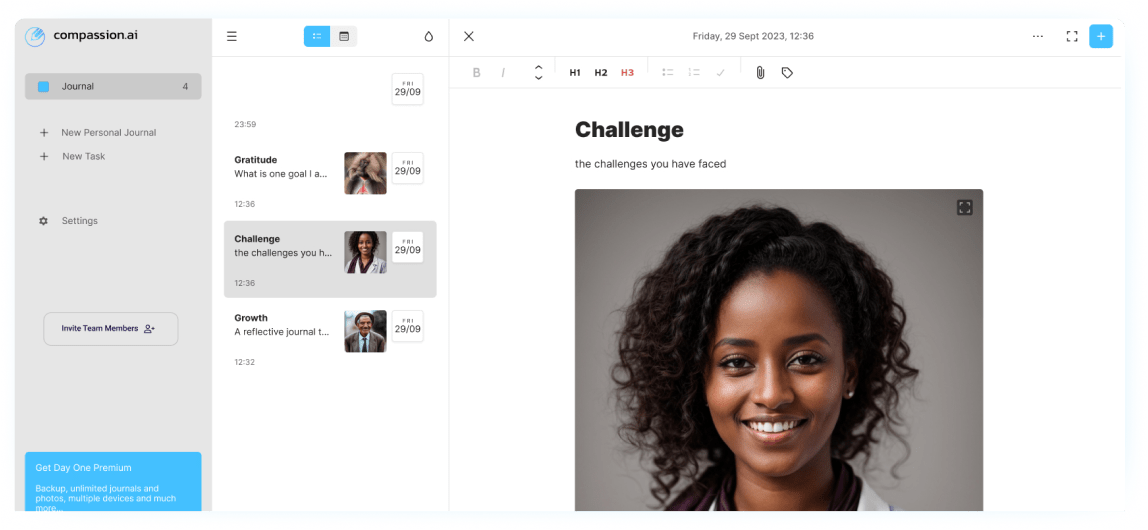 compassion.ai
Journal 4
New Personal Journal
New Task
Settings
Invite Team Members
Get Day One Premium
Backup, unlimited journals and
photos, multiple devices and much
more...
FRI
29/09
23:59
Gratitude
What is one goal I a...
FRI
29/09
12:36
Challenge
the challenges you h...
FRI
29/09
12:36
Growth
A reflective journal t...
FRI
29/09
12:32
Friday, 29 Sept 2023, 12:36
B I H1 H2 H3
Challenge
the challenges you have faced